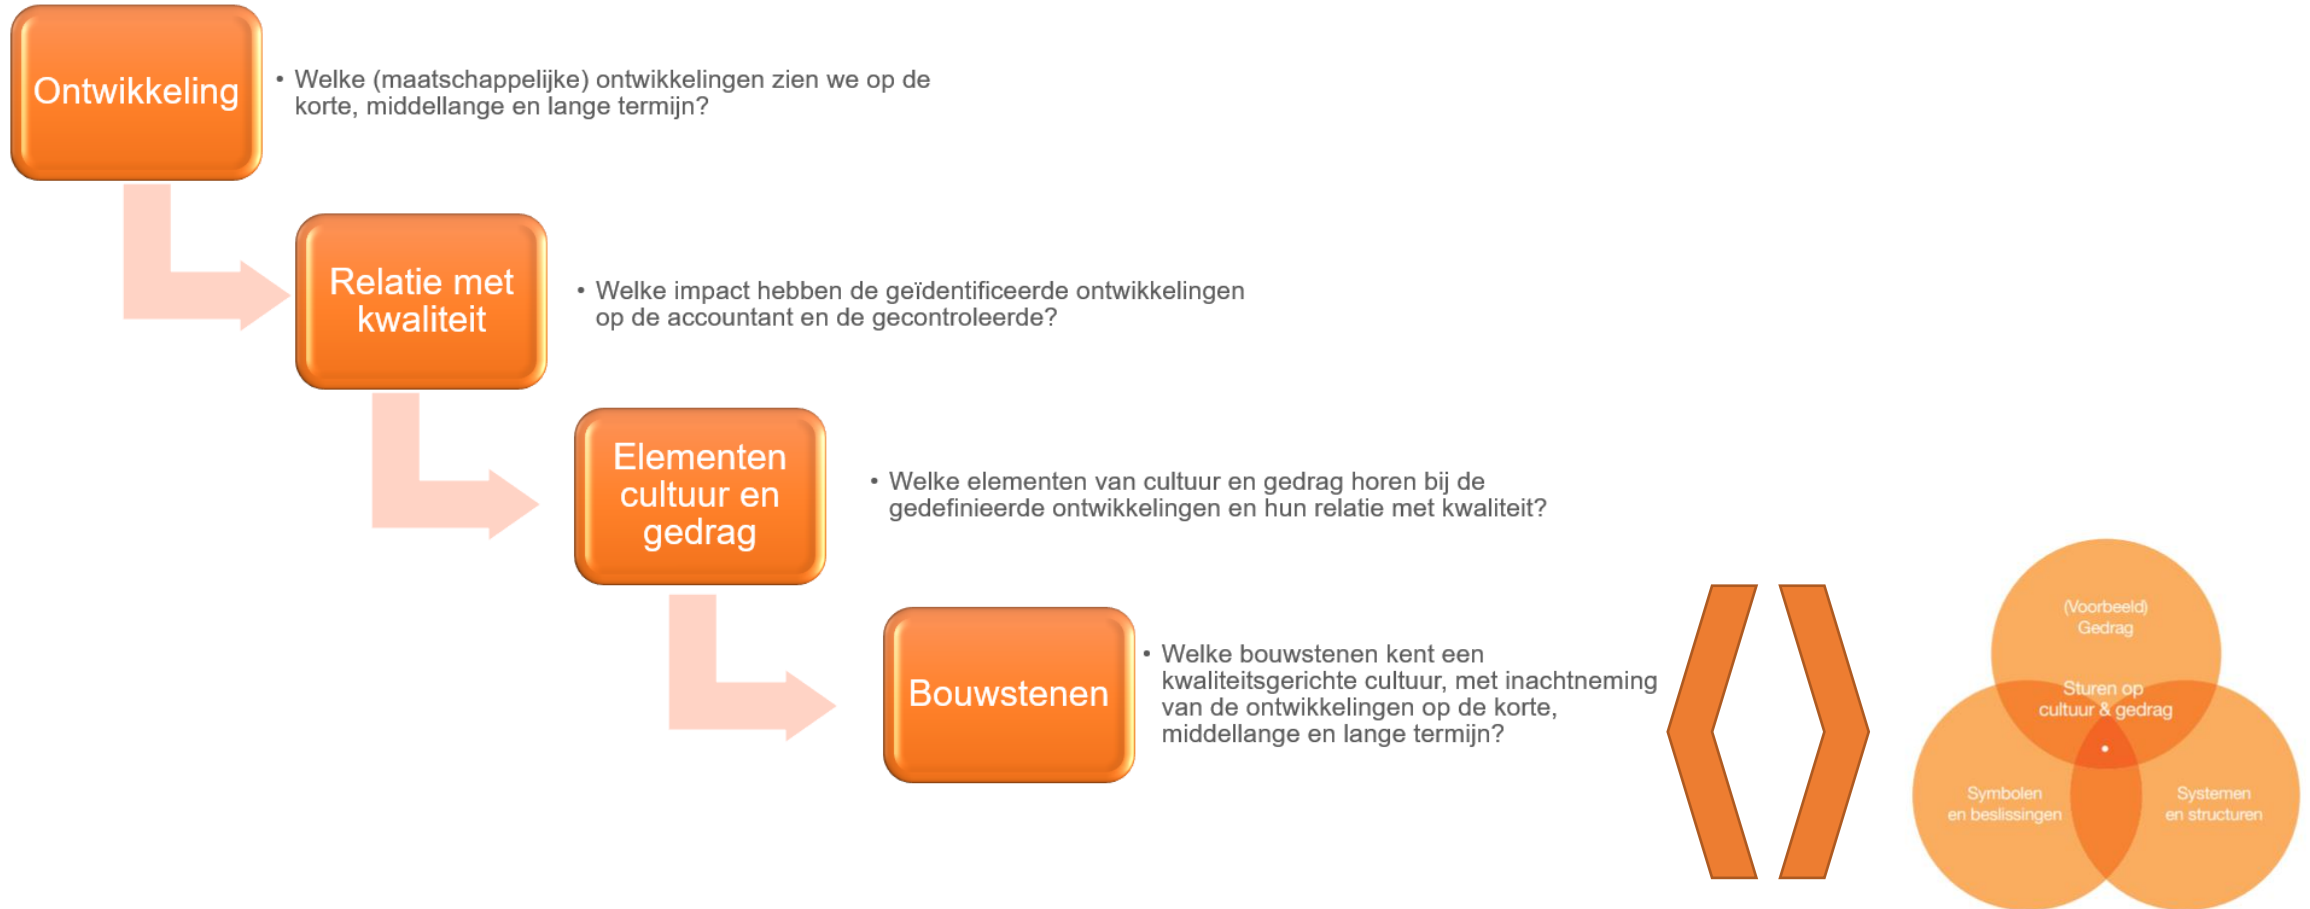 Ontwikkeling
• Welke (maatschappelijke) ontwikkelingen zien we op de
korte, middellange en lange termijn?
Relatie met
kwaliteit
• Welke impact hebben de geïdentificeerde ontwikkelingen
op de accountant en de gecontroleerde?
Elementen
cultuur en
gedrag
• Welke elementen van cultuur en gedrag horen bij de
gedefinieerde ontwikkelingen en hun relatie met kwaliteit?
Bouwstenen
• Welke bouwstenen kent een
kwaliteitsgerichte cultuur, met inachtneming
van de ontwikkelingen op de korte,
middellange en lange termijn?
(Voorbeeld)
Gedrag
Sturen op
cultuur & gedrag
Symbolen
en beslissingen
Systemen
en structuren